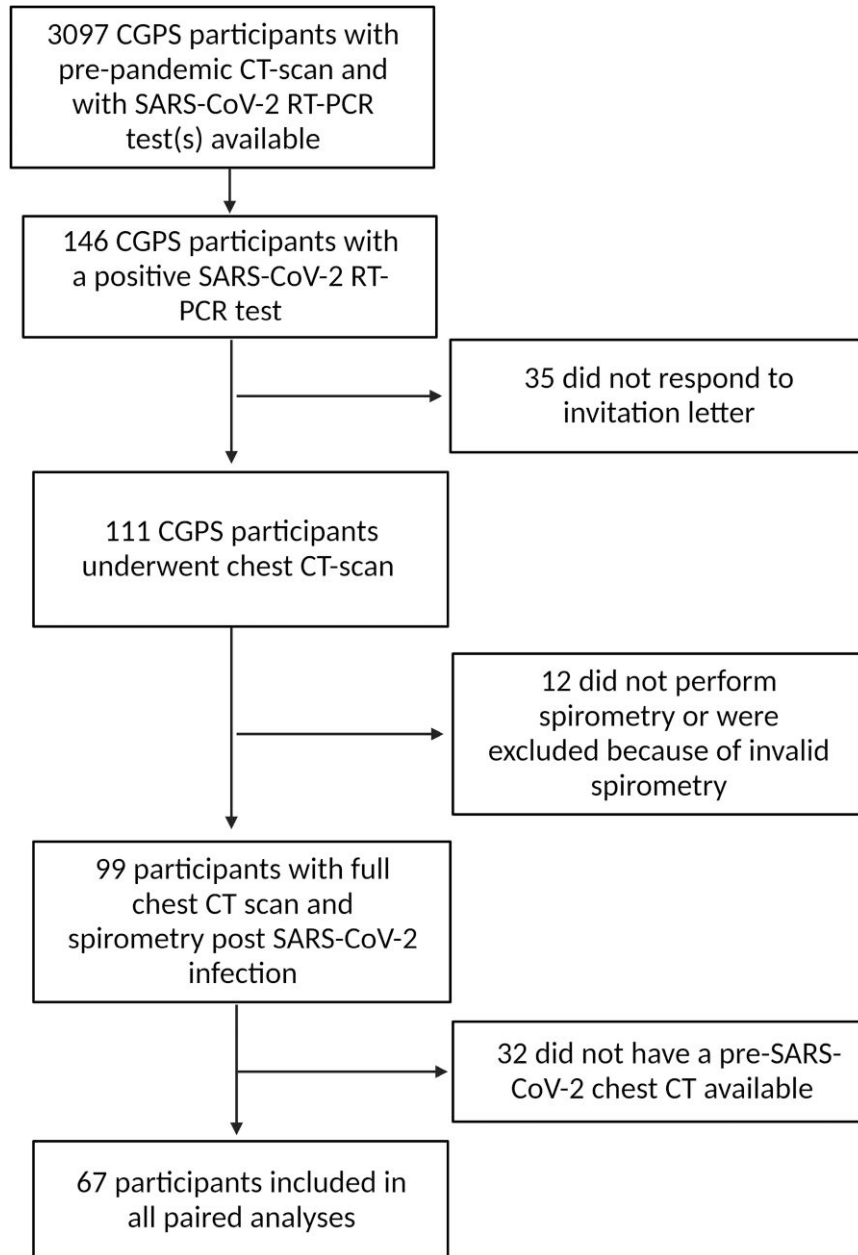 3097 CGPS participants with
pre-pandemic CT-scan and
with SARS-CoV-2 RT-PCR
test(s) available
146 CGPS participants with
a positive SARS-CoV-2 RT-
PCR test
35 did not respond to
invitation letter
111 CGPS participants
underwent chest CT-scan
12 did not perform
spirometry or were
excluded because of invalid
spirometry
99 participants with full
chest CT scan and
spirometry post SARS-CoV-2
infection
32 did not have a pre-SARS-
CoV-2 chest CT available
67 participants included in
all paired analyses